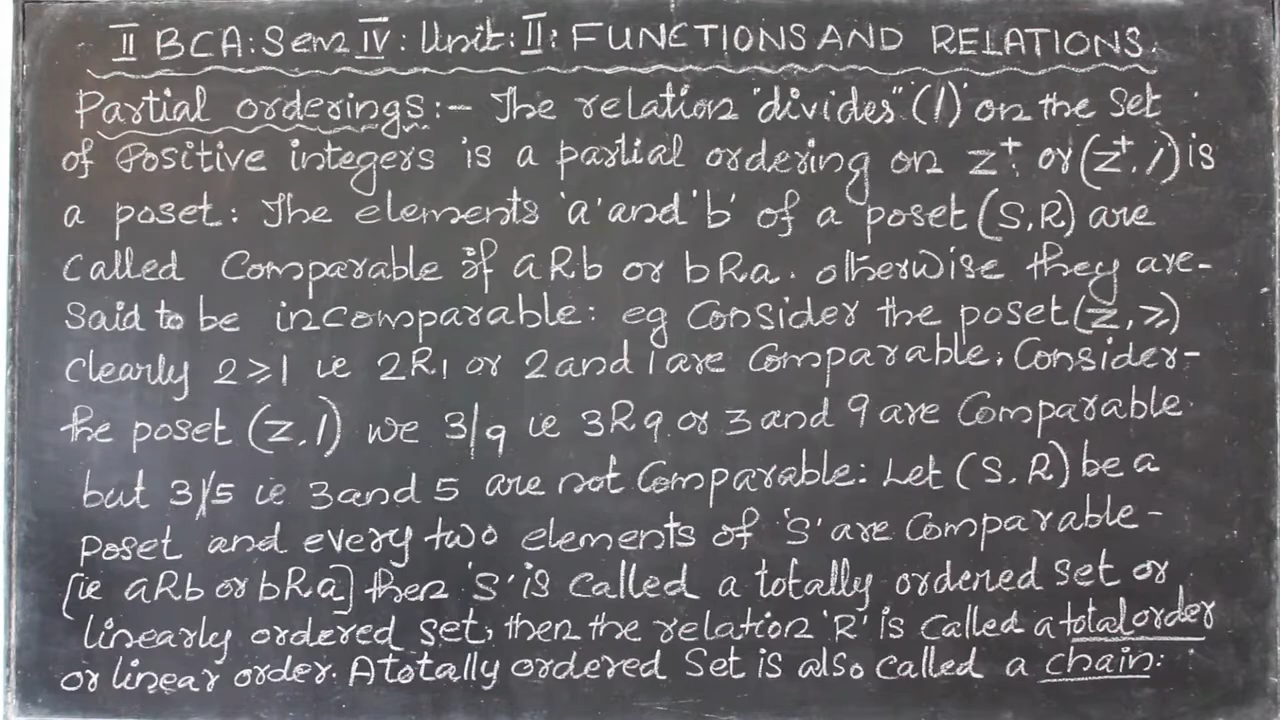 II BCA: Sem IV: Unit: II: FUNCTIONS AND RELATIONS.
Partial orderings:- The relation "divides" (/) on the Set
of Positive integers is a partial ordering on Z⁺. or (Z⁺, /) is
a poset: The elements 'a' and 'b' of a poset (S,R) are
Called Comparable if aRb or bRa. otherwise they are-
Said to be incomparable: eg Consider the poset (Z, ≥)
clearly 2≥1 ie 2R1 or 2 and 1 are Comparable. Consider-
the poset (Z, /) we 3/9 ie 3R9 or 3 and 9 are Comparable.
but 3∤5 ie 3 and 5 are not Comparable: Let (S, R) be a
Poset and every two elements of 'S' are Comparable-
[ie aRb or bRa] then 'S' is Called a totally ordered set or
linearly ordered set, then the relation 'R' is called a total order
or linear order. A totally ordered Set is also called a chain: